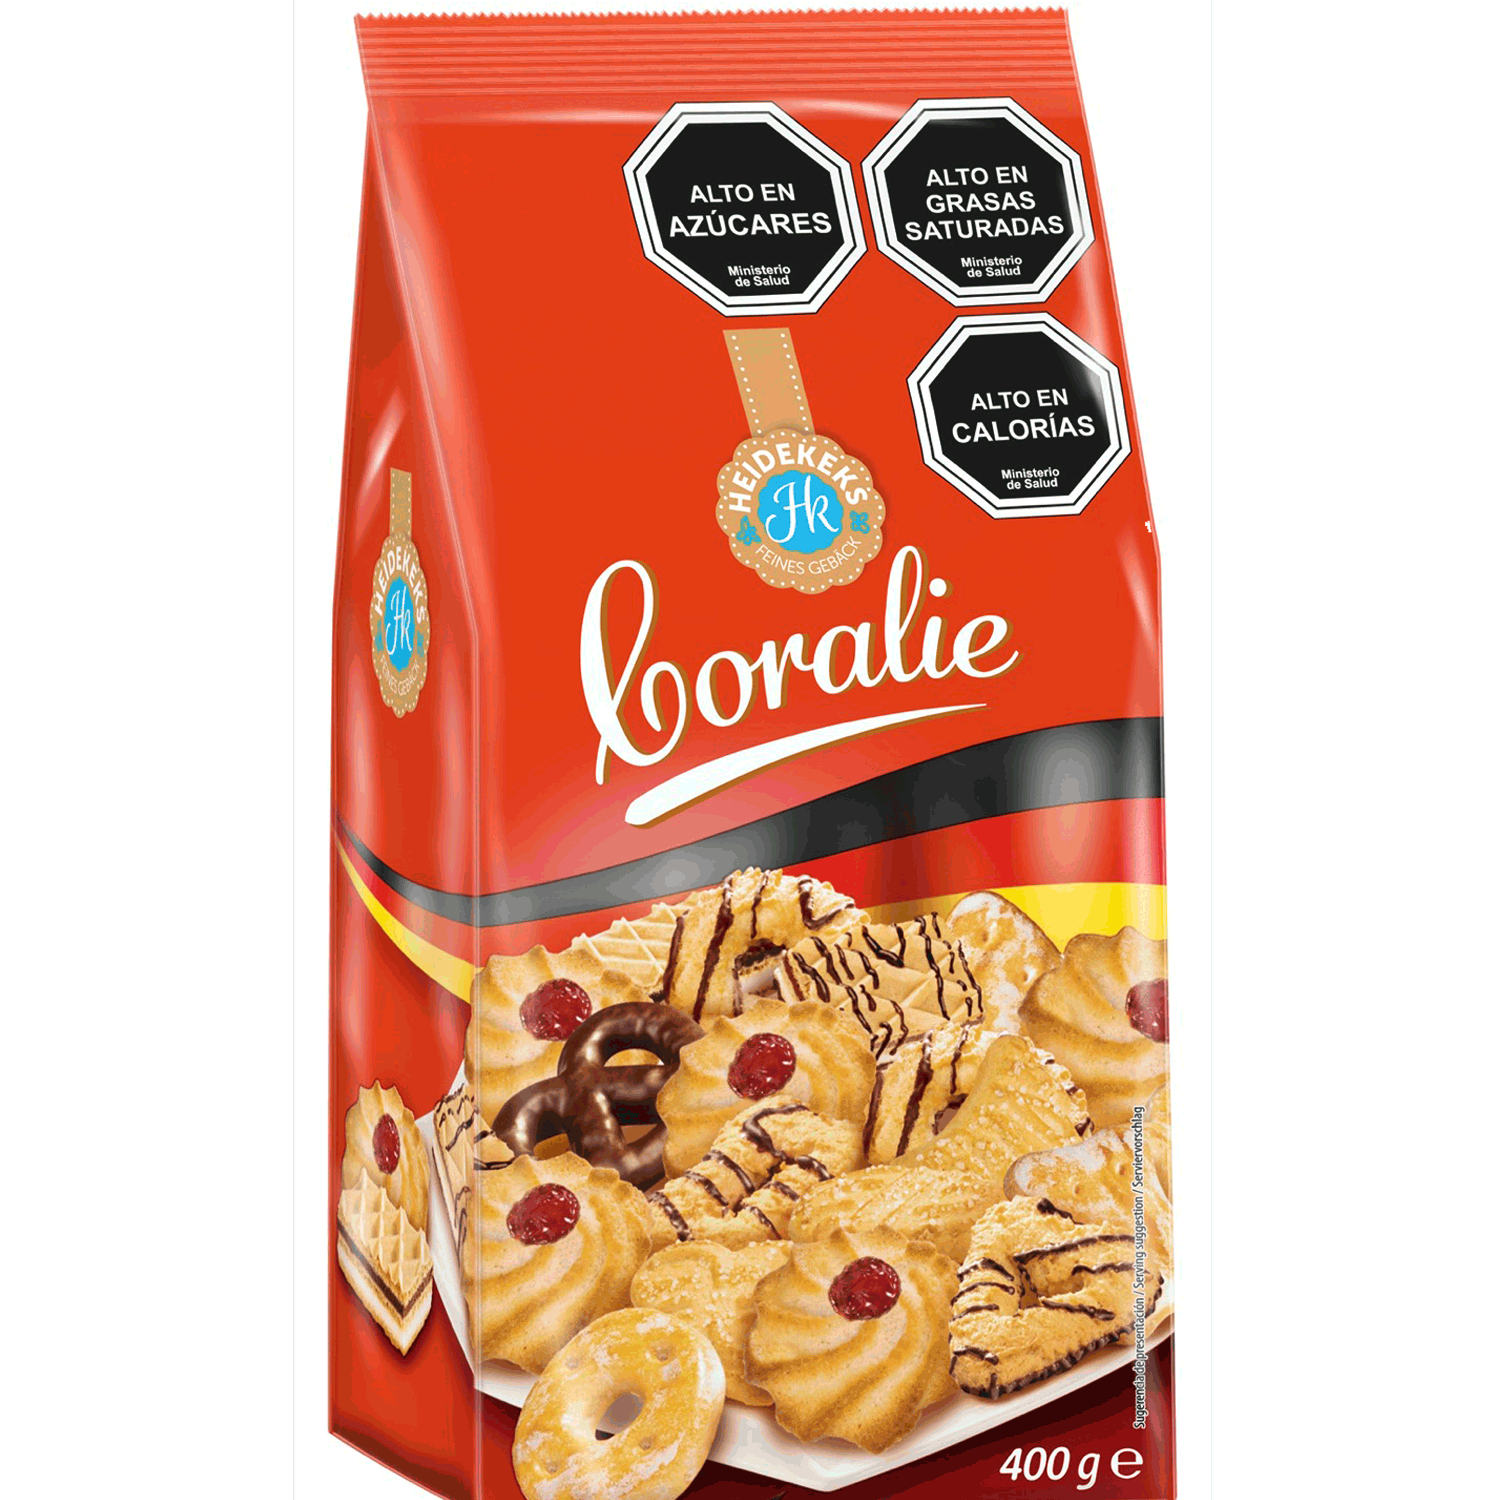 ALTO EN
AZÚCARES
Ministerio
de Salud
ALTO EN
GRASAS
SATURADAS
Ministerio
de Salud
ALTO EN
CALORÍAS
Ministerio
de Salud
HEIDEKEKS
Hk
FEINES GEBÄCK
HEIDEKEKS
Hk
FEINES GEBÄCK
Coralie
Sugerencia de presentación / Serving suggestion / Serviervorschlag
400 g ℮